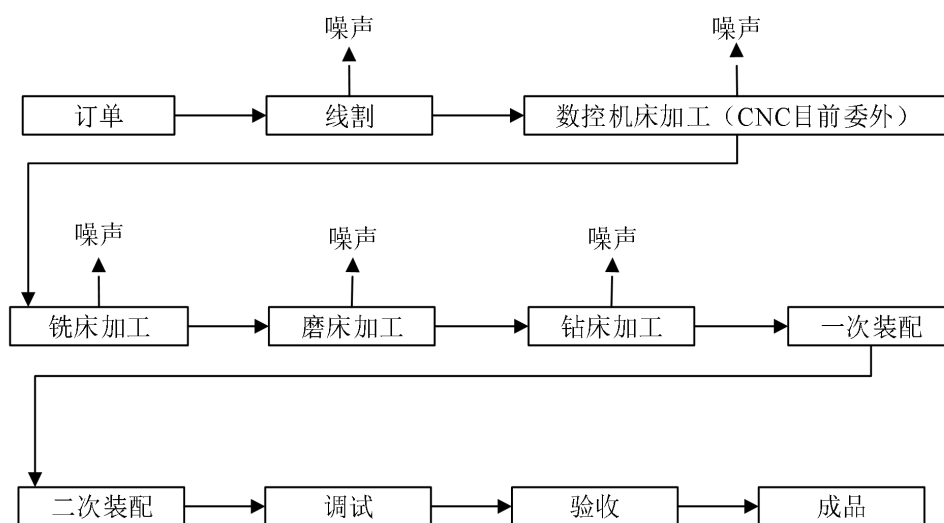 噪声
噪声
订单
线割
数控机床加工（CNC目前委外）
噪声
噪声
噪声
铣床加工
磨床加工
钻床加工
一次装配
二次装配
调试
验收
成品